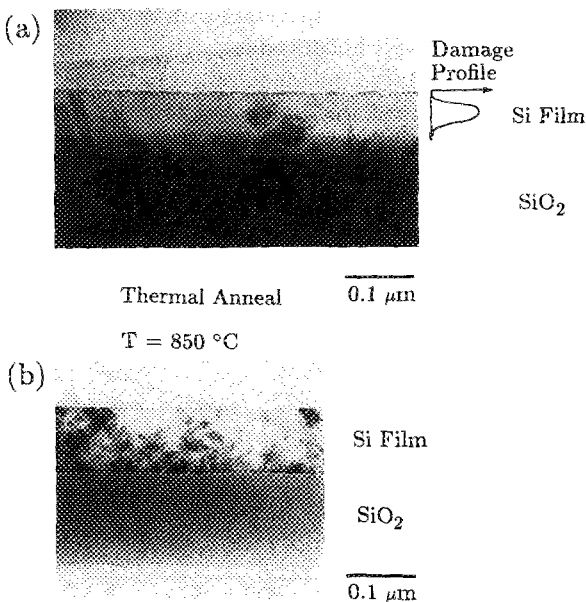 (a)
Damage
Profile
Si Film
SiO₂
Thermal Anneal
0.1 μm
T = 850 °C
(b)
Si Film
SiO₂
0.1 μm